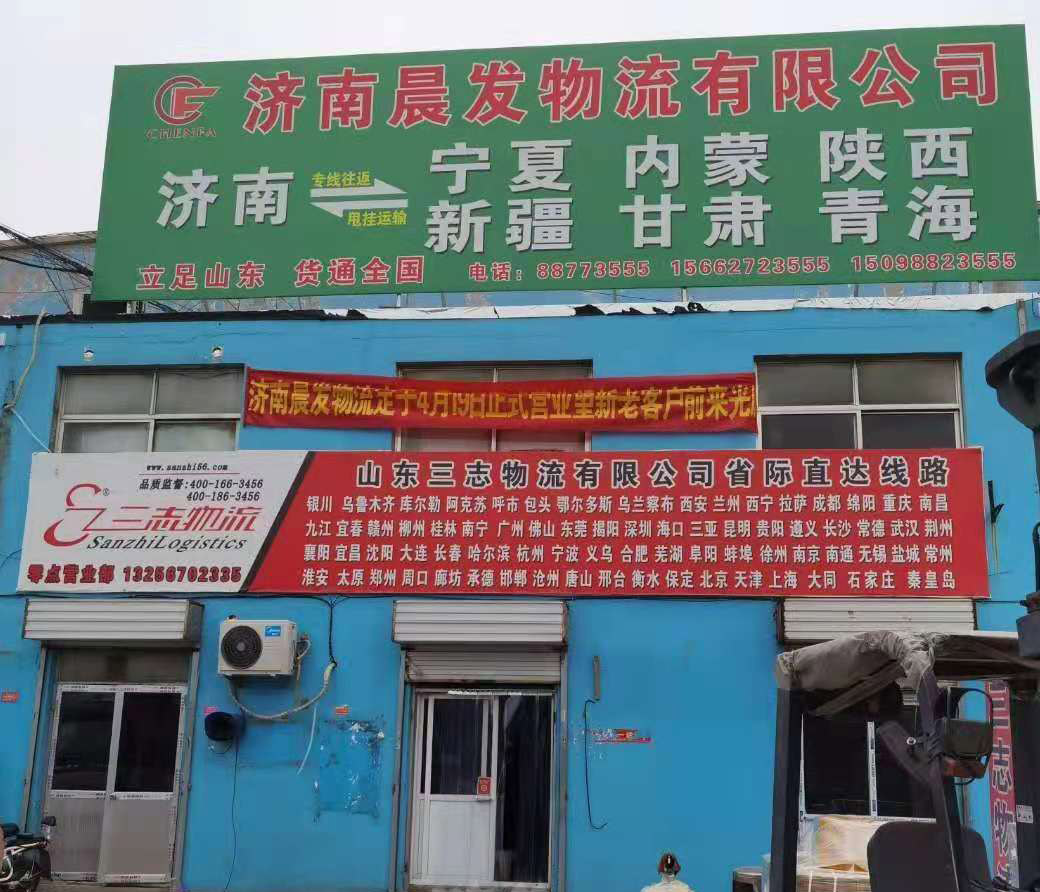 济南晨发物流有限公司
CHENFA
济南
专线往返
甩挂运输
宁夏 内蒙 陕西
新疆 甘肃 青海
立足山东 货通全国 电话：88773555 15662723555 15098823555
济南晨发物流定于4月19日正式营业望新老客户前来光
www.sanzhi56.com
品质监督:400-166-3456
400-186-3456
三志物流
®
SanzhiLogistics
零点营业部 13256702335
山东三志物流有限公司省际直达线路
银川 乌鲁木齐 库尔勒 阿克苏 呼市 包头 鄂尔多斯 乌兰察布 西安 兰州 西宁 拉萨 成都 绵阳 重庆 南昌
九江 宜春 赣州 柳州 桂林 南宁 广州 佛山 东莞 揭阳 深圳 海口 三亚 昆明 贵阳 遵义 长沙 常德 武汉 荆州
襄阳 宜昌 沈阳 大连 长春 哈尔滨 杭州 宁波 义乌 合肥 芜湖 阜阳 蚌埠 徐州 南京 南通 无锡 盐城 常州
淮安 太原 郑州 周口 廊坊 承德 邯郸 沧州 唐山 邢台 衡水 保定 北京 天津 上海 大同 石家庄 秦皇岛
三志物